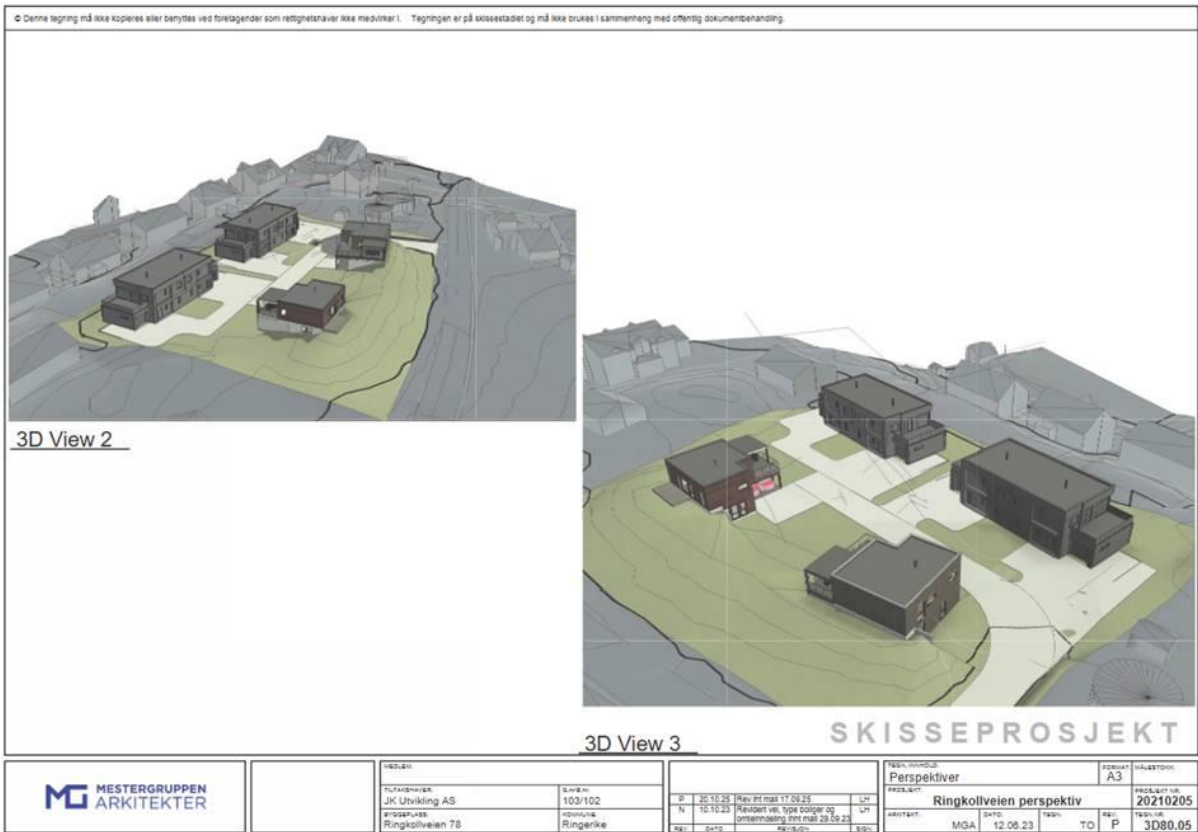 © Denne tegning må ikke kopieres eller benyttes ved foretagender som rettighetshaver ikke medvirker i. Tegningen er på skissestadiet og må ikke brukes i sammenheng med offentlig dokumentbehandling.
3D View 2
3D View 3
SKISSEPROSJEKT
MG MESTERGRUPPEN
ARKITEKTER
MEDLEM:
TILTAKSHAVER:
JK Utvikling AS
G.NR/B.NR.
103/102
BYGGEPLASS:
Ringkollveien 78
KOMMUNE:
Ringerike
P 20.10.25 Rev iht mail 17.09.25 LH
N 10.10.23 Revidert vei, type boliger og
ominnredning ihht mail 29.09.23 LH
REV. DATO REVISJON SIGN.
TEGN. INNHOLD:
Perspektiver
FORMAT:
A3
MÅLESTOKK:
PROSJEKT:
Ringkollveien perspektiv
PROSJEKT NR.
20210205
ARKITEKT:
MGA
DATO:
12.06.23
TEGN.
TO
REV.
P
TEGN.NR.
3D80.05